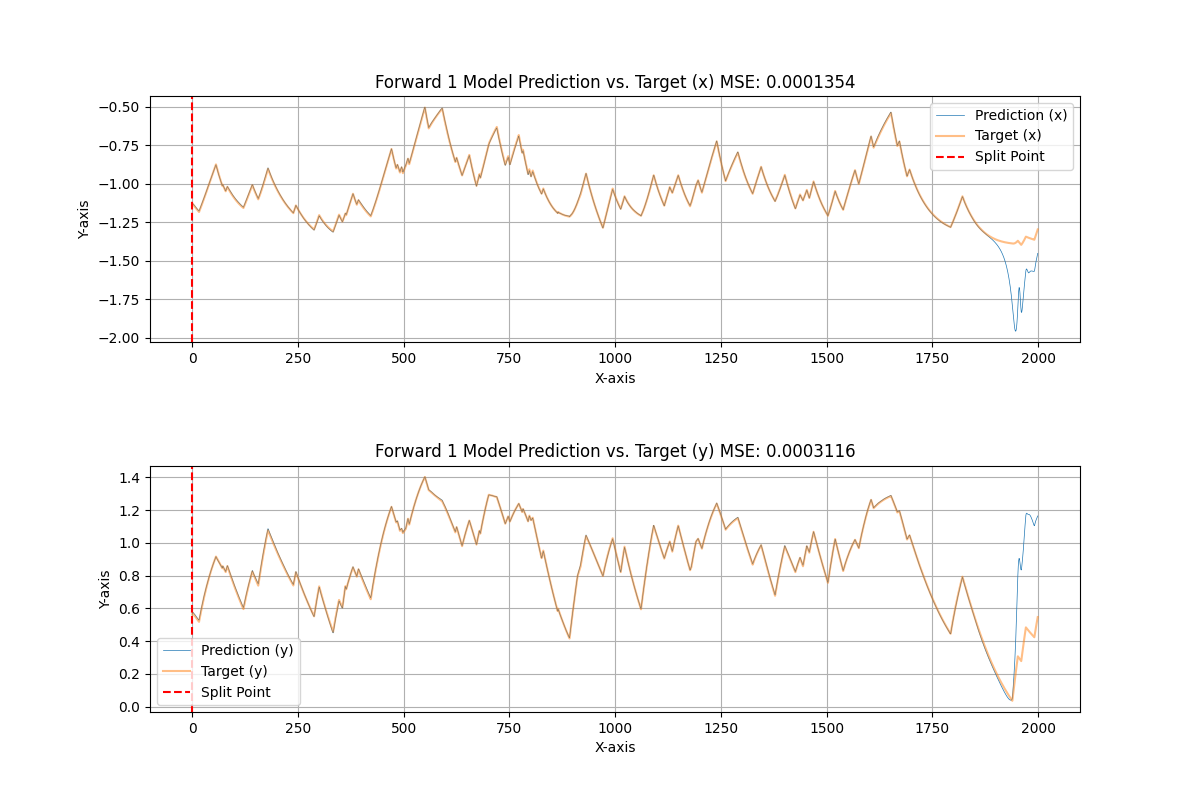 Forward 1 Model Prediction vs. Target (x) MSE: 0.0001354
Y-axis
−0.50
−0.75
−1.00
−1.25
−1.50
−1.75
−2.00
Prediction (x)
Target (x)
Split Point
0 250 500 750 1000 1250 1500 1750 2000
X-axis
Forward 1 Model Prediction vs. Target (y) MSE: 0.0003116
Y-axis
1.4
1.2
1.0
0.8
0.6
0.4
0.2
0.0
Prediction (y)
Target (y)
Split Point
0 250 500 750 1000 1250 1500 1750 2000
X-axis